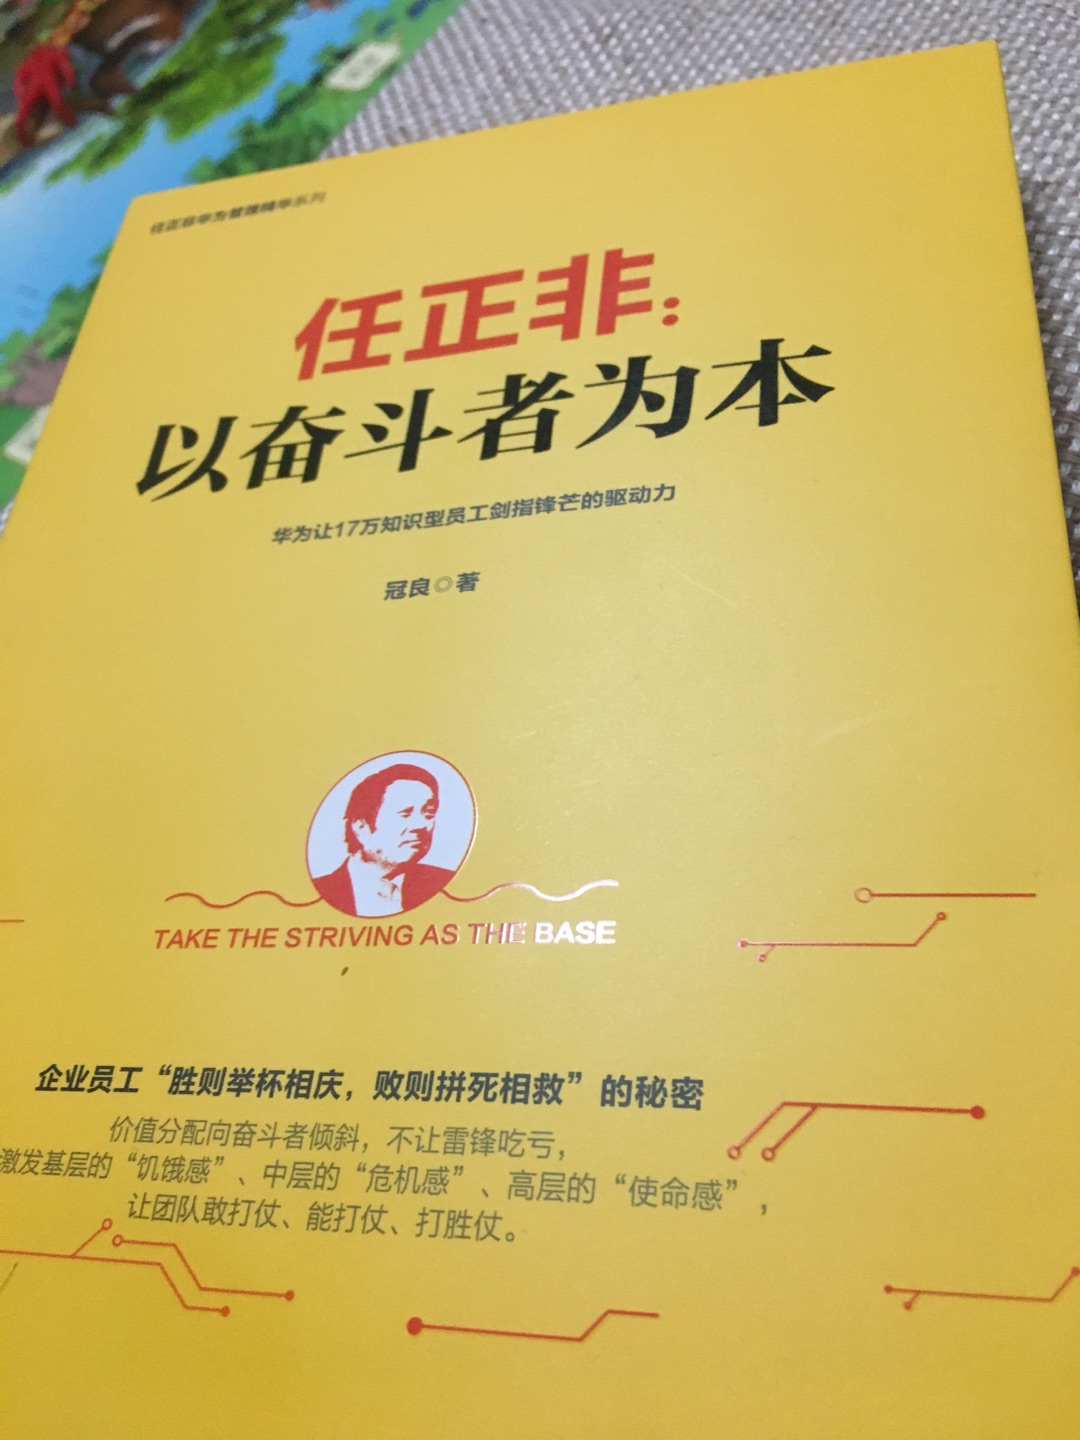 任正非华为管理精华系列
任正非：
以奋斗者为本
华为让17万知识型员工剑指锋芒的驱动力
冠良◎著
TAKE THE STRIVING AS THE BASE
企业员工“胜则举杯相庆，败则拼死相救”的秘密
价值分配向奋斗者倾斜，不让雷锋吃亏，
激发基层的“饥饿感”、中层的“危机感”、高层的“使命感”，
让团队敢打仗、能打仗、打胜仗。